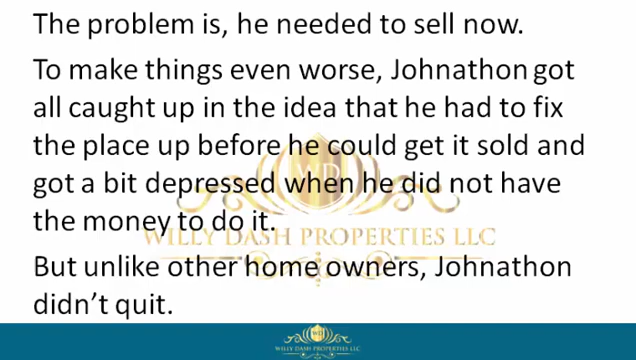 The problem is, he needed to sell now.
To make things even worse, Johnathon got
all caught up in the idea that he had to fix
the place up before he could get it sold and
got a bit depressed when he did not have
the money to do it.
WD
WILLY DASH PROPERTIES LLC
But unlike other home owners, Johnathon
didn’t quit.
WD
WILLY DASH PROPERTIES LLC